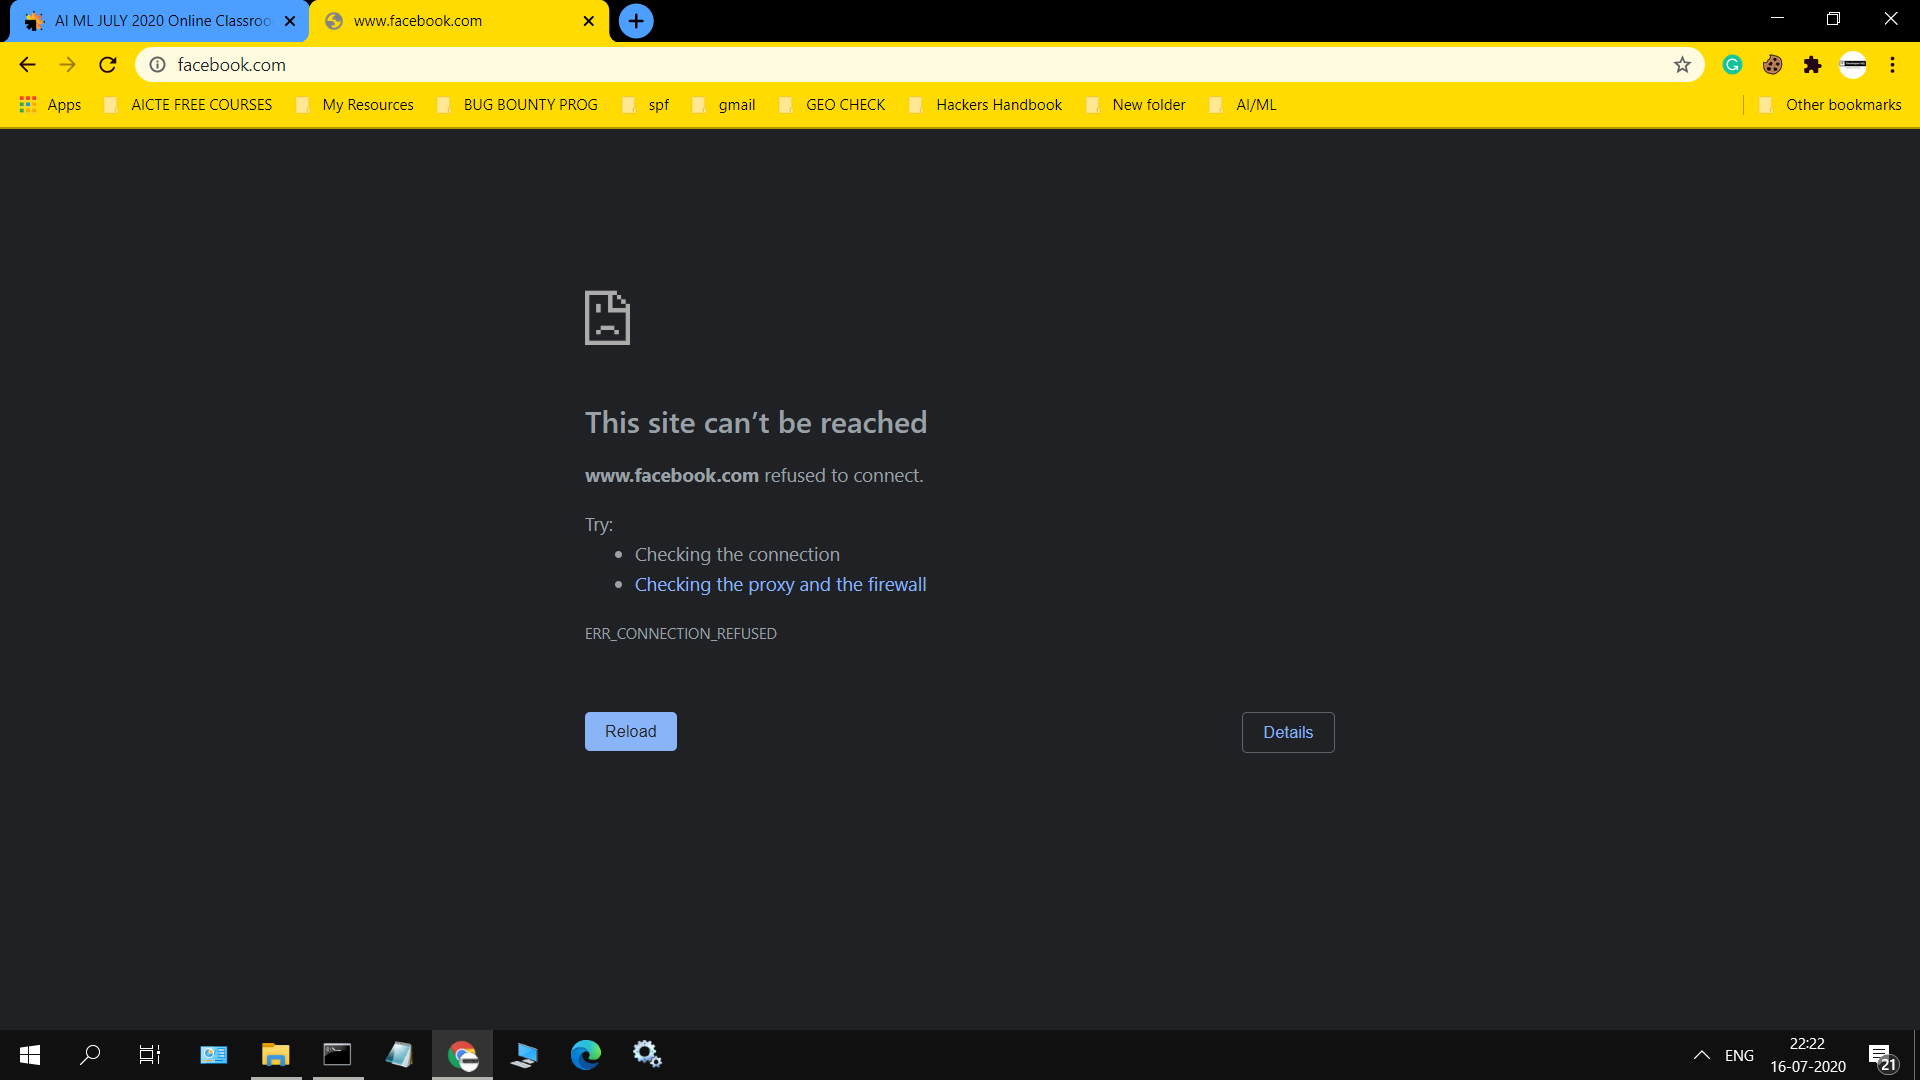 AI ML JULY 2020 Online Classroo
www.facebook.com
facebook.com
Apps AICTE FREE COURSES My Resources BUG BOUNTY PROG spf gmail GEO CHECK Hackers Handbook New folder AI/ML Other bookmarks
This site can’t be reached
www.facebook.com refused to connect.
Try:
• Checking the connection
• Checking the proxy and the firewall
ERR_CONNECTION_REFUSED
Reload
Details
ENG
22:22
16-07-2020
21